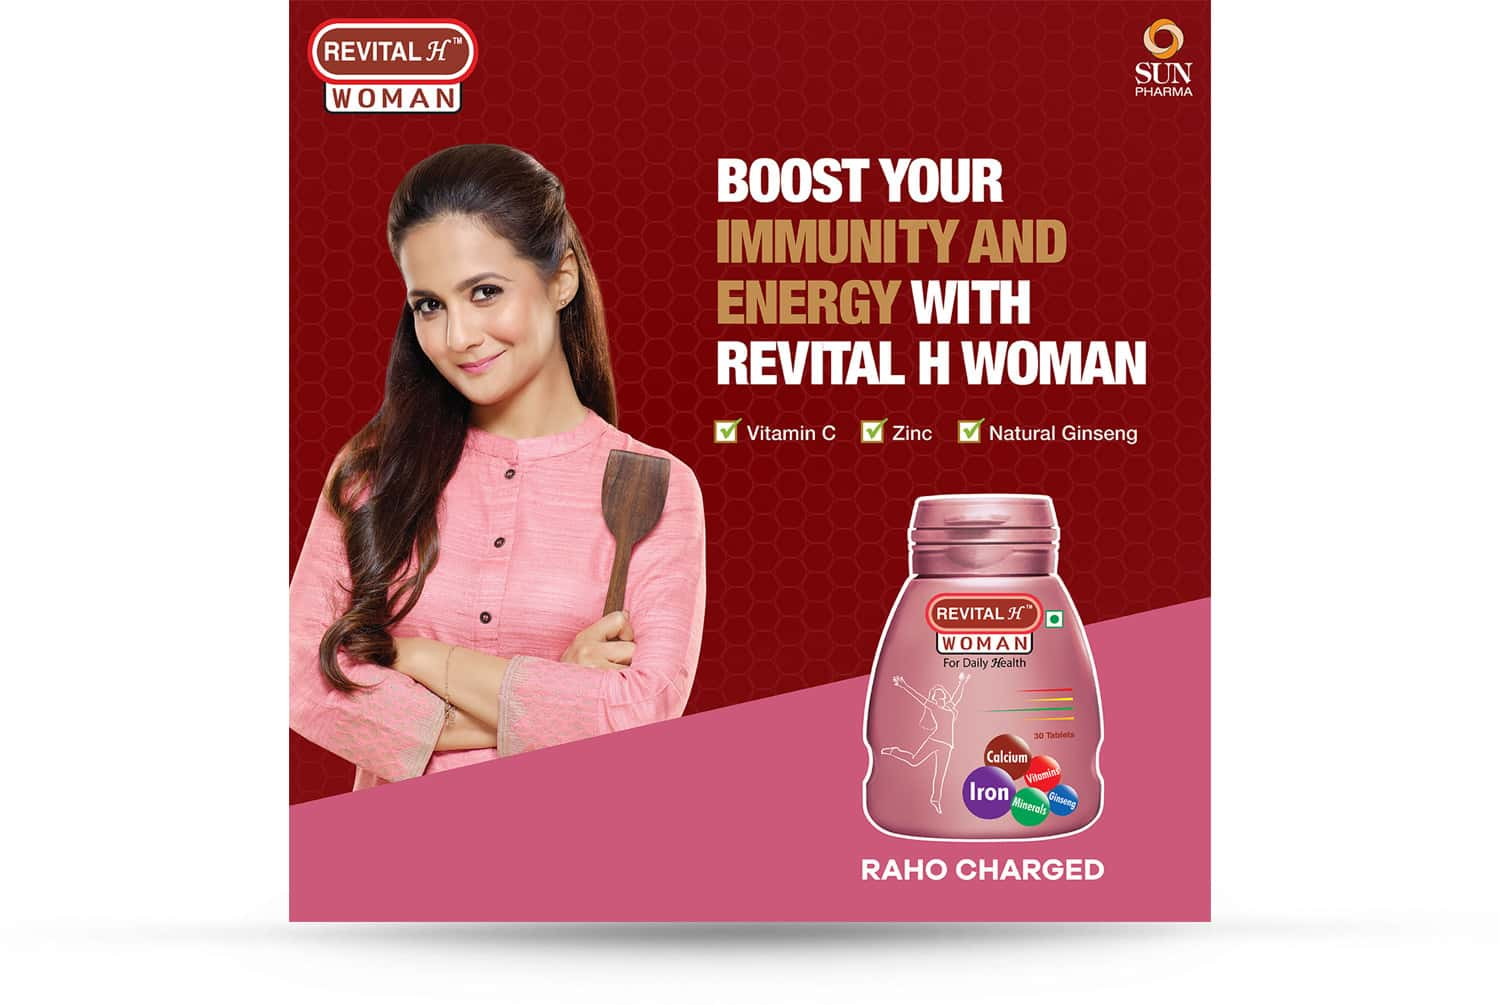 REVITAL H™
WOMAN
SUN
PHARMA
BOOST YOUR
IMMUNITY AND
ENERGY WITH
REVITAL H WOMAN
Vitamin C Zinc Natural Ginseng
REVITAL H™
WOMAN
For Daily Health
30 Tablets
Calcium
Vitamins
Iron
Minerals
Ginseng
RAHO CHARGED